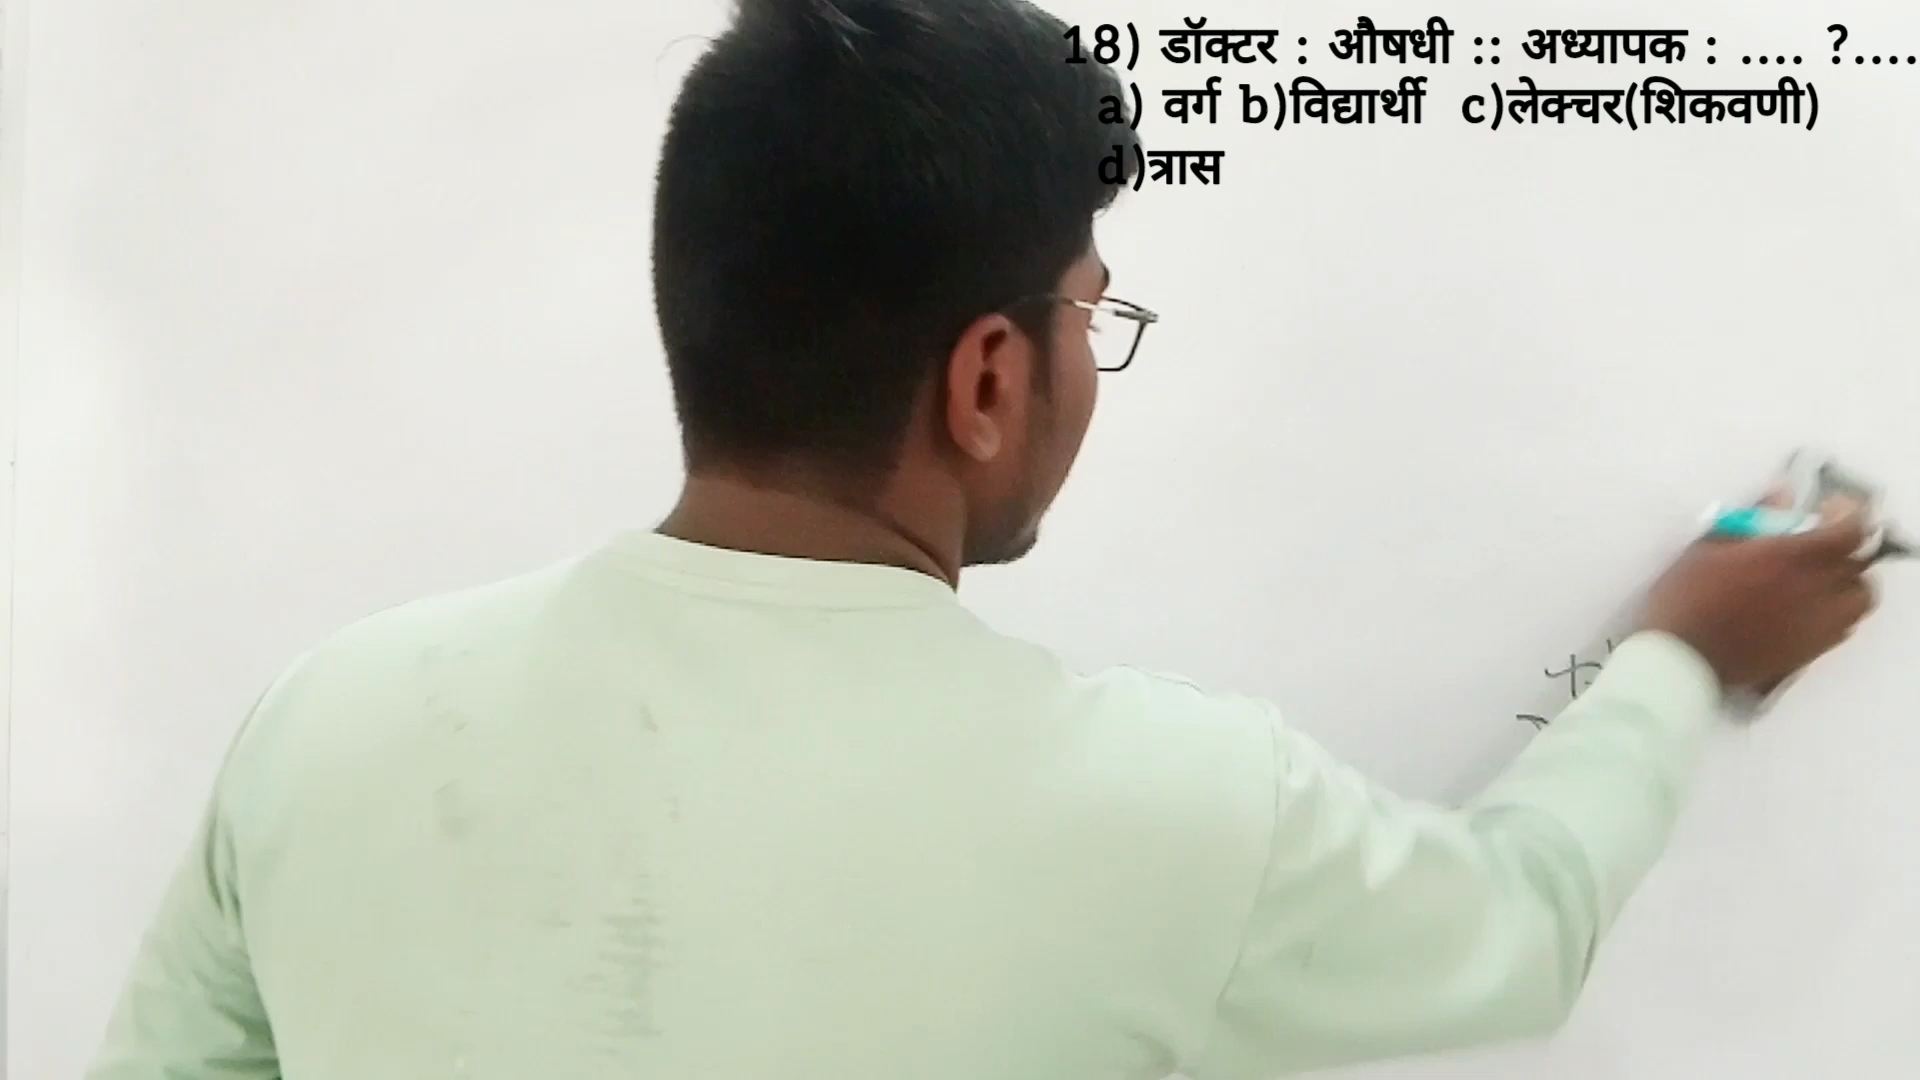 18) डॉक्टर : औषधी :: अध्यापक : .... ?....
a) वर्ग b)विद्यार्थी c)लेक्चर(शिकवणी)
d)त्रास